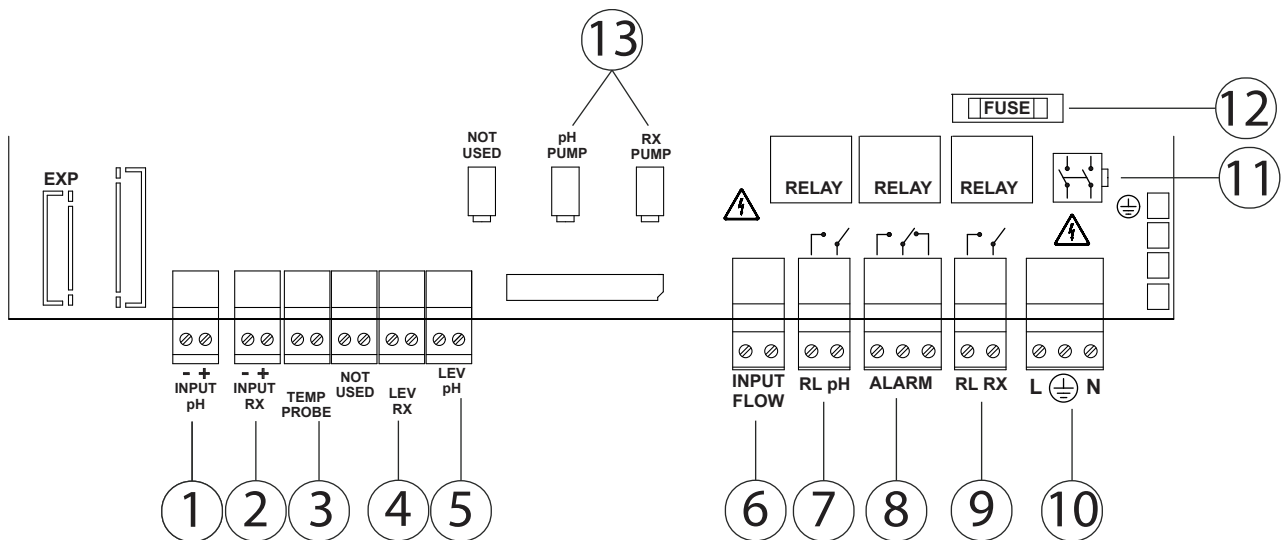 13
FUSE
12
NOT
USED
pH
PUMP
RX
PUMP
EXP
RELAY
RELAY
RELAY
11
- +
INPUT
pH
- +
INPUT
RX
TEMP
PROBE
NOT
USED
LEV
RX
LEV
pH
INPUT
FLOW
RL pH
ALARM
RL RX
L N
1
2
3
4
5
6
7
8
9
10